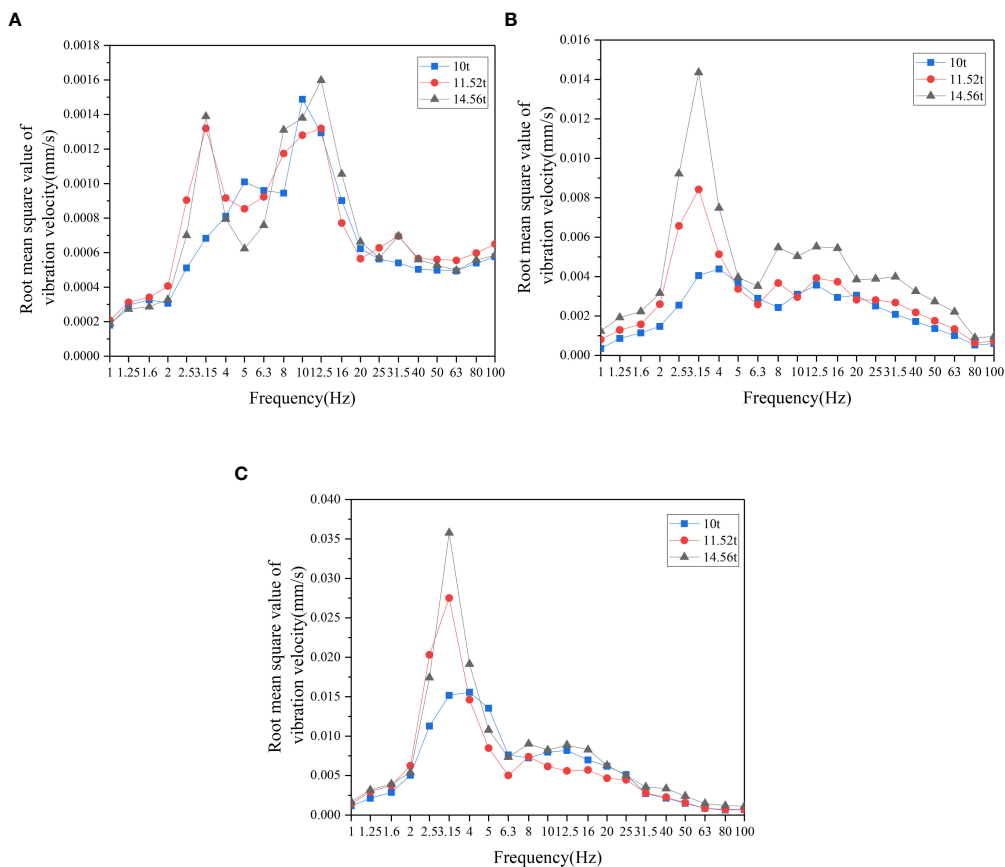 A
Root mean square value of
vibration velocity(mm/s)
0.0018
0.0016
0.0014
0.0012
0.0010
0.0008
0.0006
0.0004
0.0002
0.0000
10t
11.52t
14.56t
1 1.25 1.6 2 2.5 3.15 4 5 6.3 8 10 12.5 16 20 25 31.5 40 50 63 80 100
Frequency(Hz)
B
Root mean square value of
vibration velocity(mm/s)
0.016
0.014
0.012
0.010
0.008
0.006
0.004
0.002
0.000
10t
11.52t
14.56t
1 1.25 1.6 2 2.5 3.15 4 5 6.3 8 10 12.5 16 20 25 31.5 40 50 63 80 100
Frequency(Hz)
C
Root mean square value of
vibration velocity(mm/s)
0.040
0.035
0.030
0.025
0.020
0.015
0.010
0.005
0.000
10t
11.52t
14.56t
1 1.25 1.6 2 2.5 3.15 4 5 6.3 8 10 12.5 16 20 25 31.5 40 50 63 80 100
Frequency(Hz)